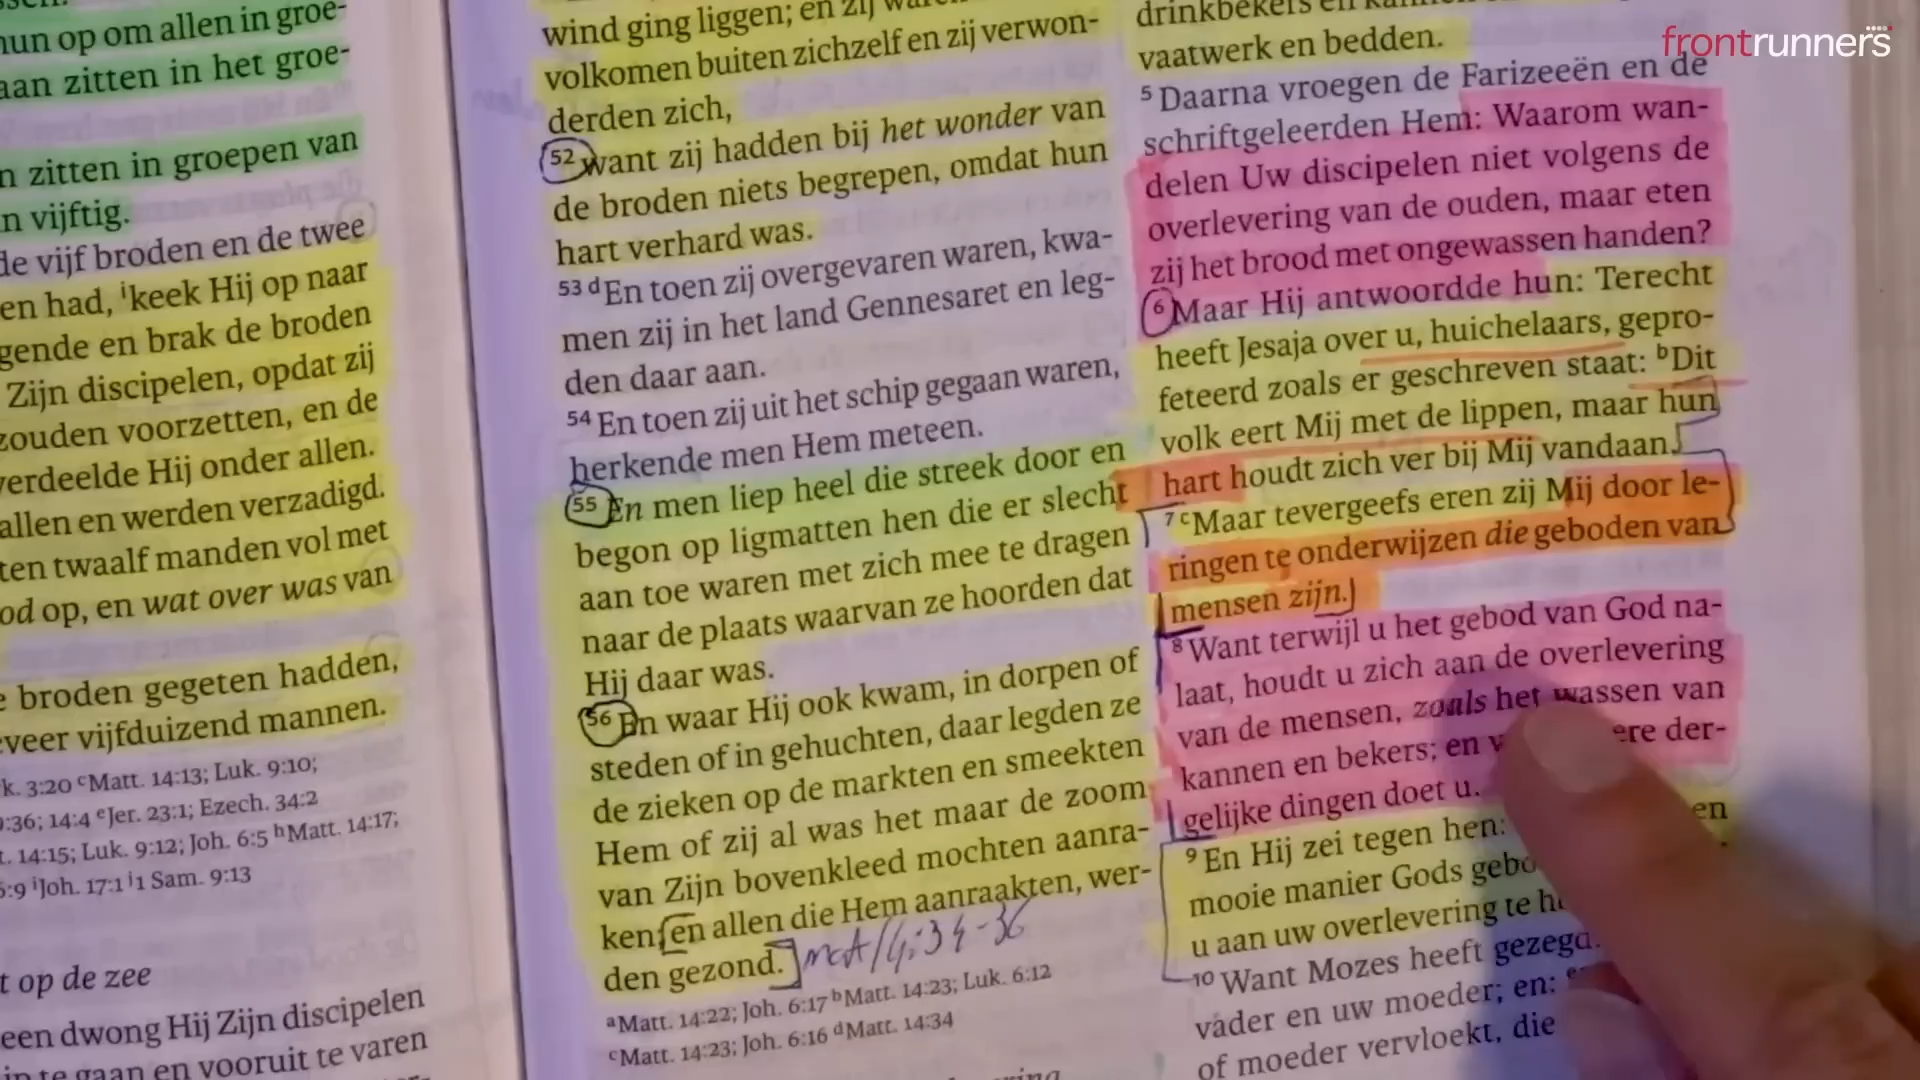 frontrunners
hun op om allen in groe-
aan zitten in het groe-
n zitten in groepen van
n vijftig.
de vijf broden en de twee
en had, ⁱkeek Hij op naar
gende en brak de broden
Zijn discipelen, opdat zij
zouden voorzetten, en de
verdeelde Hij onder allen.
allen en werden verzadigd.
ten twaalf manden vol met
od op, en wat over was van
e broden gegeten hadden,
veer vijfduizend mannen.
k. 3:20 ᶜMatt. 14:13; Luk. 9:10;
9:36; 14:4 ᵉJer. 23:1; Ezech. 34:2
t. 14:15; Luk. 9:12; Joh. 6:5 ʰMatt. 14:17;
6:9 ⁱJoh. 17:1 ʲ1 Sam. 9:13
t op de zee
een dwong Hij Zijn discipelen
in te gaan en vooruit te varen
wind ging liggen; en zij
volkomen buiten zichzelf en zij verwon-
derden zich,
52 want zij hadden bij het wonder van
de broden niets begrepen, omdat hun
hart verhard was.
53 ᵈEn toen zij overgevaren waren, kwa-
men zij in het land Gennesaret en leg-
den daar aan.
54 En toen zij uit het schip gegaan waren,
herkende men Hem meteen.
55 En men liep heel die streek door en
begon op ligmatten hen die er slecht
aan toe waren met zich mee te dragen
naar de plaats waarvan ze hoorden dat
Hij daar was.
56 En waar Hij ook kwam, in dorpen of
steden of in gehuchten, daar legden ze
de zieken op de markten en smeekten
Hem of zij al was het maar de zoom
van Zijn bovenkleed mochten aanra-
ken; en allen die Hem aanraakten, wer-
den gezond. mat 14:34-36
ᵃMatt. 14:22; Joh. 6:17 ᵇMatt. 14:23; Luk. 6:12
ᶜMatt. 14:23; Joh. 6:16 ᵈMatt. 14:34
drinkbekers en
vaatwerk en bedden.
5 Daarna vroegen de Farizeeën en de
schriftgeleerden Hem: Waarom wan-
delen Uw discipelen niet volgens de
overlevering van de ouden, maar eten
zij het brood met ongewassen handen?
6 Maar Hij antwoordde hun: Terecht
heeft Jesaja over u, huichelaars, gepro-
feteerd zoals er geschreven staat: ᵇDit
volk eert Mij met de lippen, maar hun
hart houdt zich ver bij Mij vandaan.
7 ᶜMaar tevergeefs eren zij Mij door le-
ringen te onderwijzen die geboden van
mensen zijn.
8 Want terwijl u het gebod van God na-
laat, houdt u zich aan de overlevering
van de mensen, zoals het wassen van
kannen en bekers; en v ere der-
gelijke dingen doet u.
9 En Hij zei tegen hen: en
mooie manier Gods gebo
u aan uw overlevering te h
10 Want Mozes heeft gezegd:
vader en uw moeder; en:
of moeder vervloekt, die